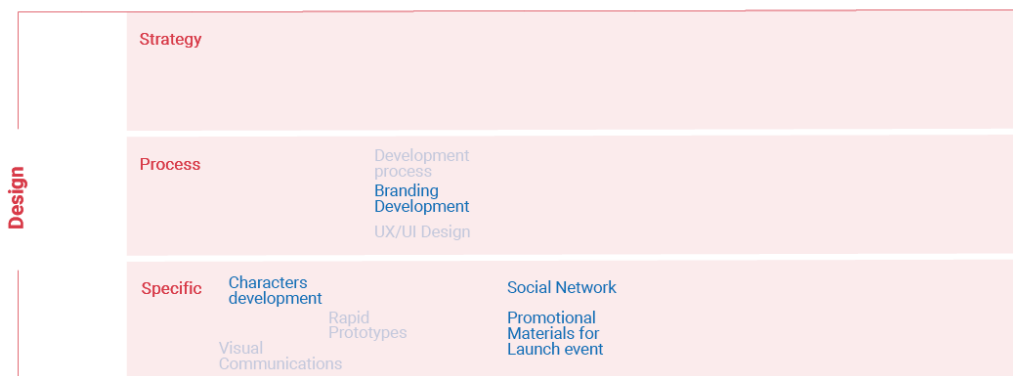 Design
Strategy
Process
Development
process
Branding
Development
UX/UI Design
Specific
Characters
development
Rapid
Prototypes
Visual
Communications
Social Network
Promotional
Materials for
Launch event